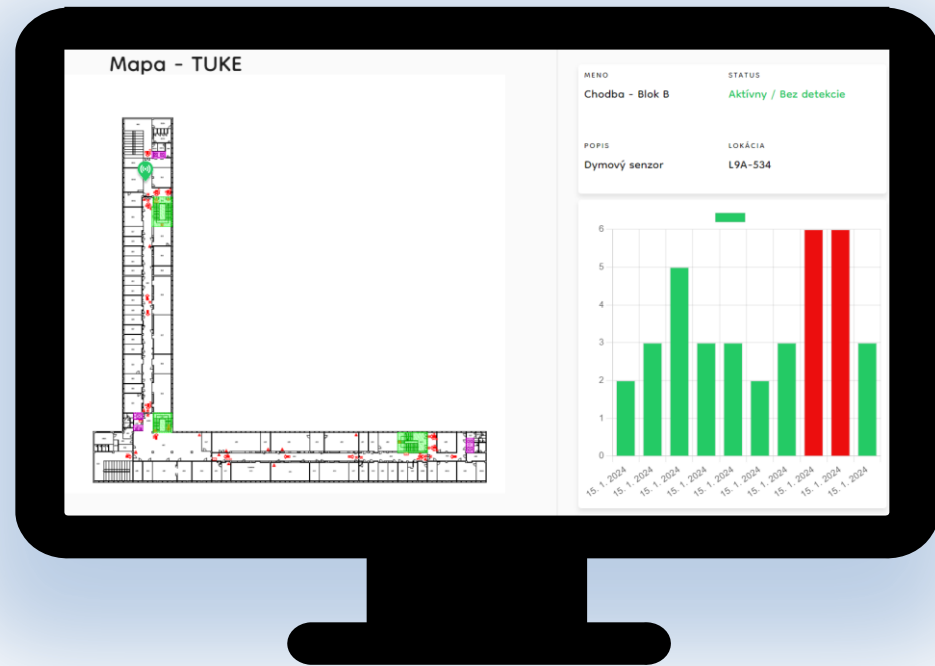 Mapa - TUKE
MENO
STATUS
Chodba - Blok B
Aktívny / Bez detekcie
POPIS
LOKÁCIA
Dymový senzor
L9A-534
6
5
4
3
2
1
0
15. 1. 2024
15. 1. 2024
15. 1. 2024
15. 1. 2024
15. 1. 2024
15. 1. 2024
15. 1. 2024
15. 1. 2024
15. 1. 2024
15. 1. 2024